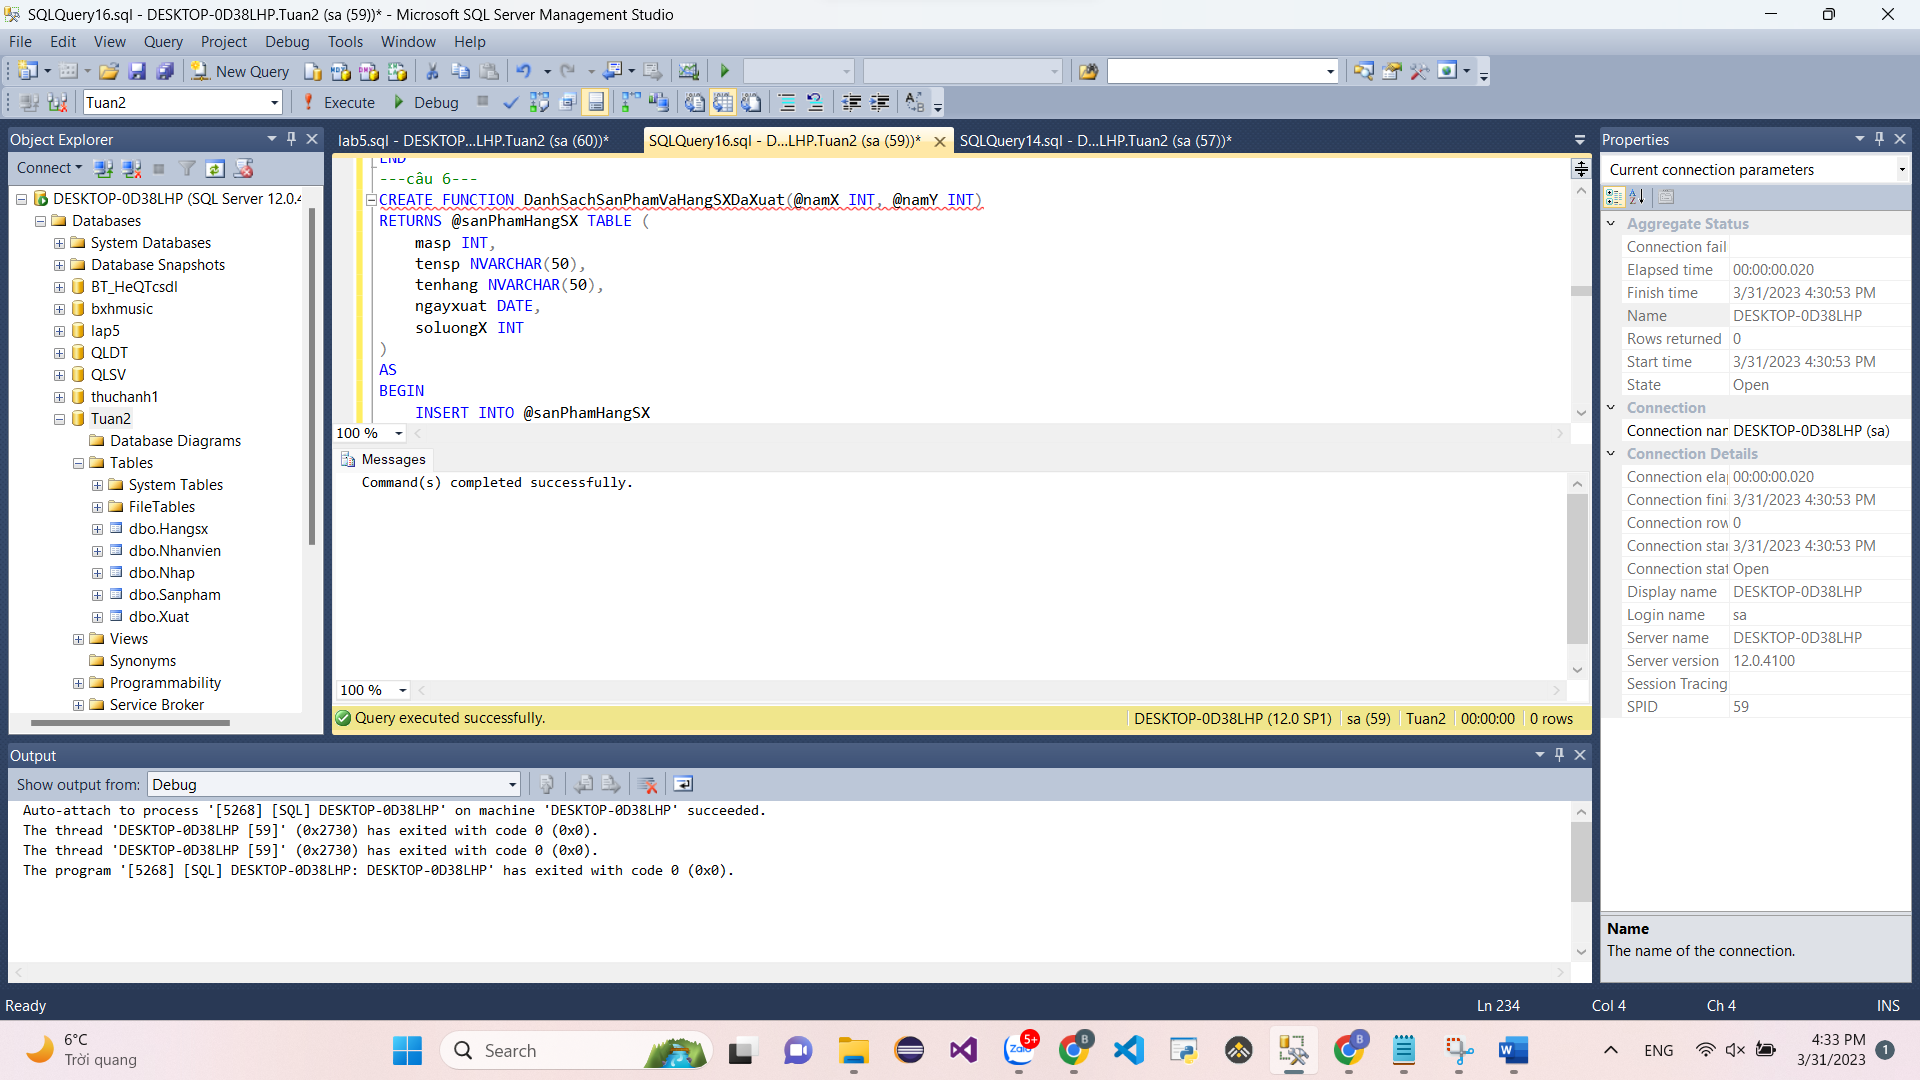 SQLQuery16.sql - DESKTOP-0D38LHP.Tuan2 (sa (59))* - Microsoft SQL Server Management Studio
File Edit View Query Project Debug Tools Window Help
New Query
Tuan2 Execute Debug
Object Explorer
Connect
DESKTOP-0D38LHP (SQL Server 12.0.4
Databases
System Databases
Database Snapshots
BT_HeQTcsdl
bxhmusic
lap5
QLDT
QLSV
thuchanh1
Tuan2
Database Diagrams
Tables
System Tables
FileTables
dbo.Hangsx
dbo.Nhanvien
dbo.Nhap
dbo.Sanpham
dbo.Xuat
Views
Synonyms
Programmability
Service Broker
lab5.sql - DESKTOP...LHP.Tuan2 (sa (60))* SQLQuery16.sql - D...LHP.Tuan2 (sa (59))* SQLQuery14.sql - D...LHP.Tuan2 (sa (57))*
END
---câu 6---
CREATE FUNCTION DanhSachSanPhamVaHangSXDaXuat(@namX INT, @namY INT)
RETURNS @sanPhamHangSX TABLE (
masp INT,
tensp NVARCHAR(50),
tenhang NVARCHAR(50),
ngayxuat DATE,
soluongX INT
)
AS
BEGIN
INSERT INTO @sanPhamHangSX
100 %
Messages
Command(s) completed successfully.
100 %
Query executed successfully. DESKTOP-0D38LHP (12.0 SP1) sa (59) Tuan2 00:00:00 0 rows
Properties
Current connection parameters
Aggregate Status
Connection fail
Elapsed time 00:00:00.020
Finish time 3/31/2023 4:30:53 PM
Name DESKTOP-0D38LHP
Rows returned 0
Start time 3/31/2023 4:30:53 PM
State Open
Connection
Connection nar DESKTOP-0D38LHP (sa)
Connection Details
Connection ela 00:00:00.020
Connection fini 3/31/2023 4:30:53 PM
Connection row 0
Connection star 3/31/2023 4:30:53 PM
Connection stat Open
Display name DESKTOP-0D38LHP
Login name sa
Server name DESKTOP-0D38LHP
Server version 12.0.4100
Session Tracing
SPID 59
Name
The name of the connection.
Output
Show output from: Debug
Auto-attach to process '[5268] [SQL] DESKTOP-0D38LHP' on machine 'DESKTOP-0D38LHP' succeeded.
The thread 'DESKTOP-0D38LHP [59]' (0x2730) has exited with code 0 (0x0).
The thread 'DESKTOP-0D38LHP [59]' (0x2730) has exited with code 0 (0x0).
The program '[5268] [SQL] DESKTOP-0D38LHP: DESKTOP-0D38LHP' has exited with code 0 (0x0).
Ready Ln 234 Col 4 Ch 4 INS
6°C
Trời quang
Search
Zalo 5+
B
B
ENG
4:33 PM
3/31/2023
1